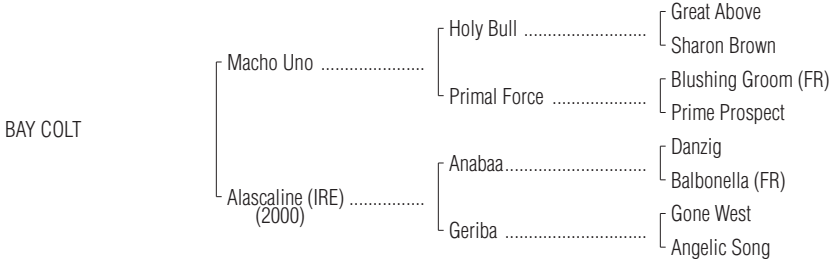 Great Above
Holy Bull ..........................
Sharon Brown
Macho Uno ......................
Blushing Groom (FR)
Primal Force ....................
Prime Prospect
BAY COLT
Danzig
Anabaa..............................
Balbonella (FR)
Alascaline (IRE) ................
(2000)
Gone West
Geriba ..............................
Angelic Song